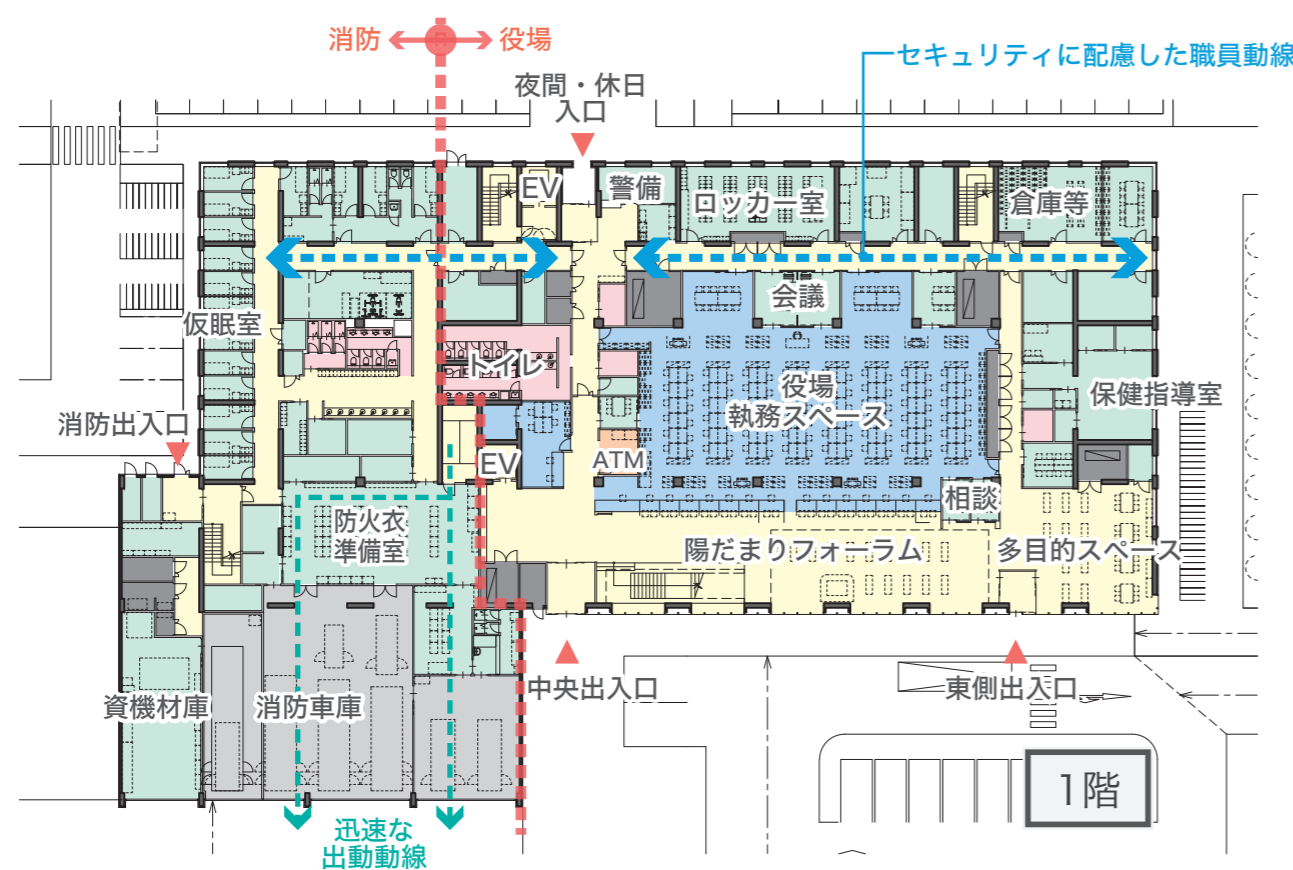 消防
役場
セキュリティに配慮した職員動線
夜間・休日
入口
EV
警備
ロッカー室
倉庫等
会議
仮眠室
トイレ
役場
執務スペース
保健指導室
消防出入口
EV
ATM
相談
防火衣
準備室
陽だまりフォーラム
多目的スペース
中央出入口
東側出入口
資機材庫
消防車庫
1階
迅速な
出動動線